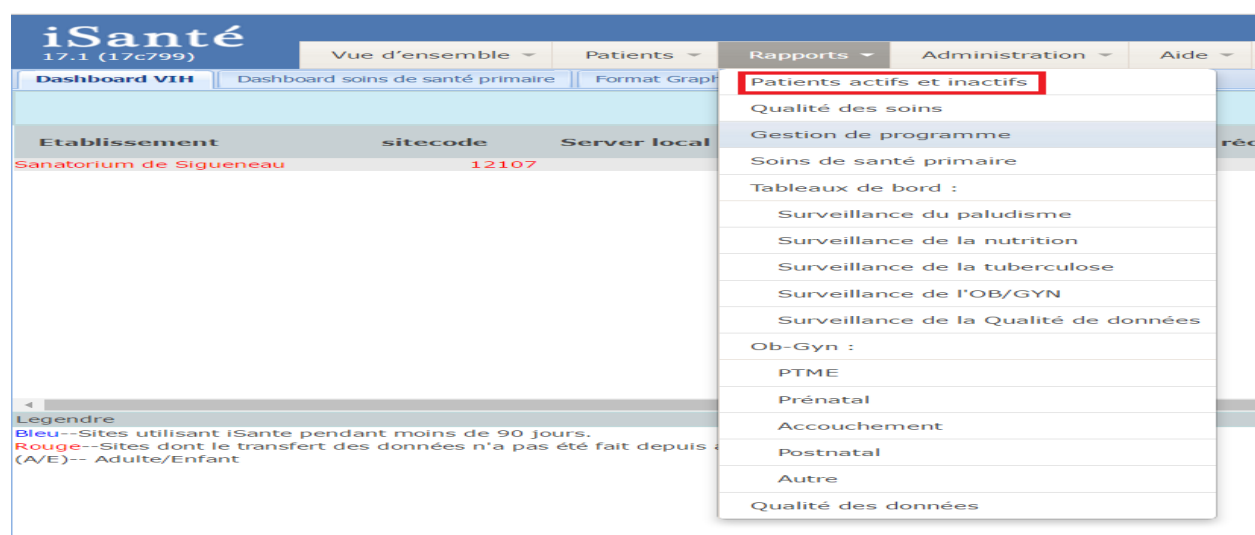 iSanté
17.1 (17c799)
Vue d'ensemble Patients Rapports Administration Aide
Dashboard VIH Dashboard soins de santé primaire Format Graph
Patients actifs et inactifs
Qualité des soins
Gestion de programme
Soins de santé primaire
Tableaux de bord :
Surveillance du paludisme
Surveillance de la nutrition
Surveillance de la tuberculose
Surveillance de l'OB/GYN
Surveillance de la Qualité de données
Ob-Gyn :
PTME
Prénatal
Accouchement
Postnatal
Autre
Qualité des données
Etablissement sitecode Server local
Sanatorium de Sigueneau 12107
Legendre
Bleu--Sites utilisant iSante pendant moins de 90 jours.
Rouge--Sites dont le transfert des données n'a pas été fait depuis
(A/E)-- Adulte/Enfant